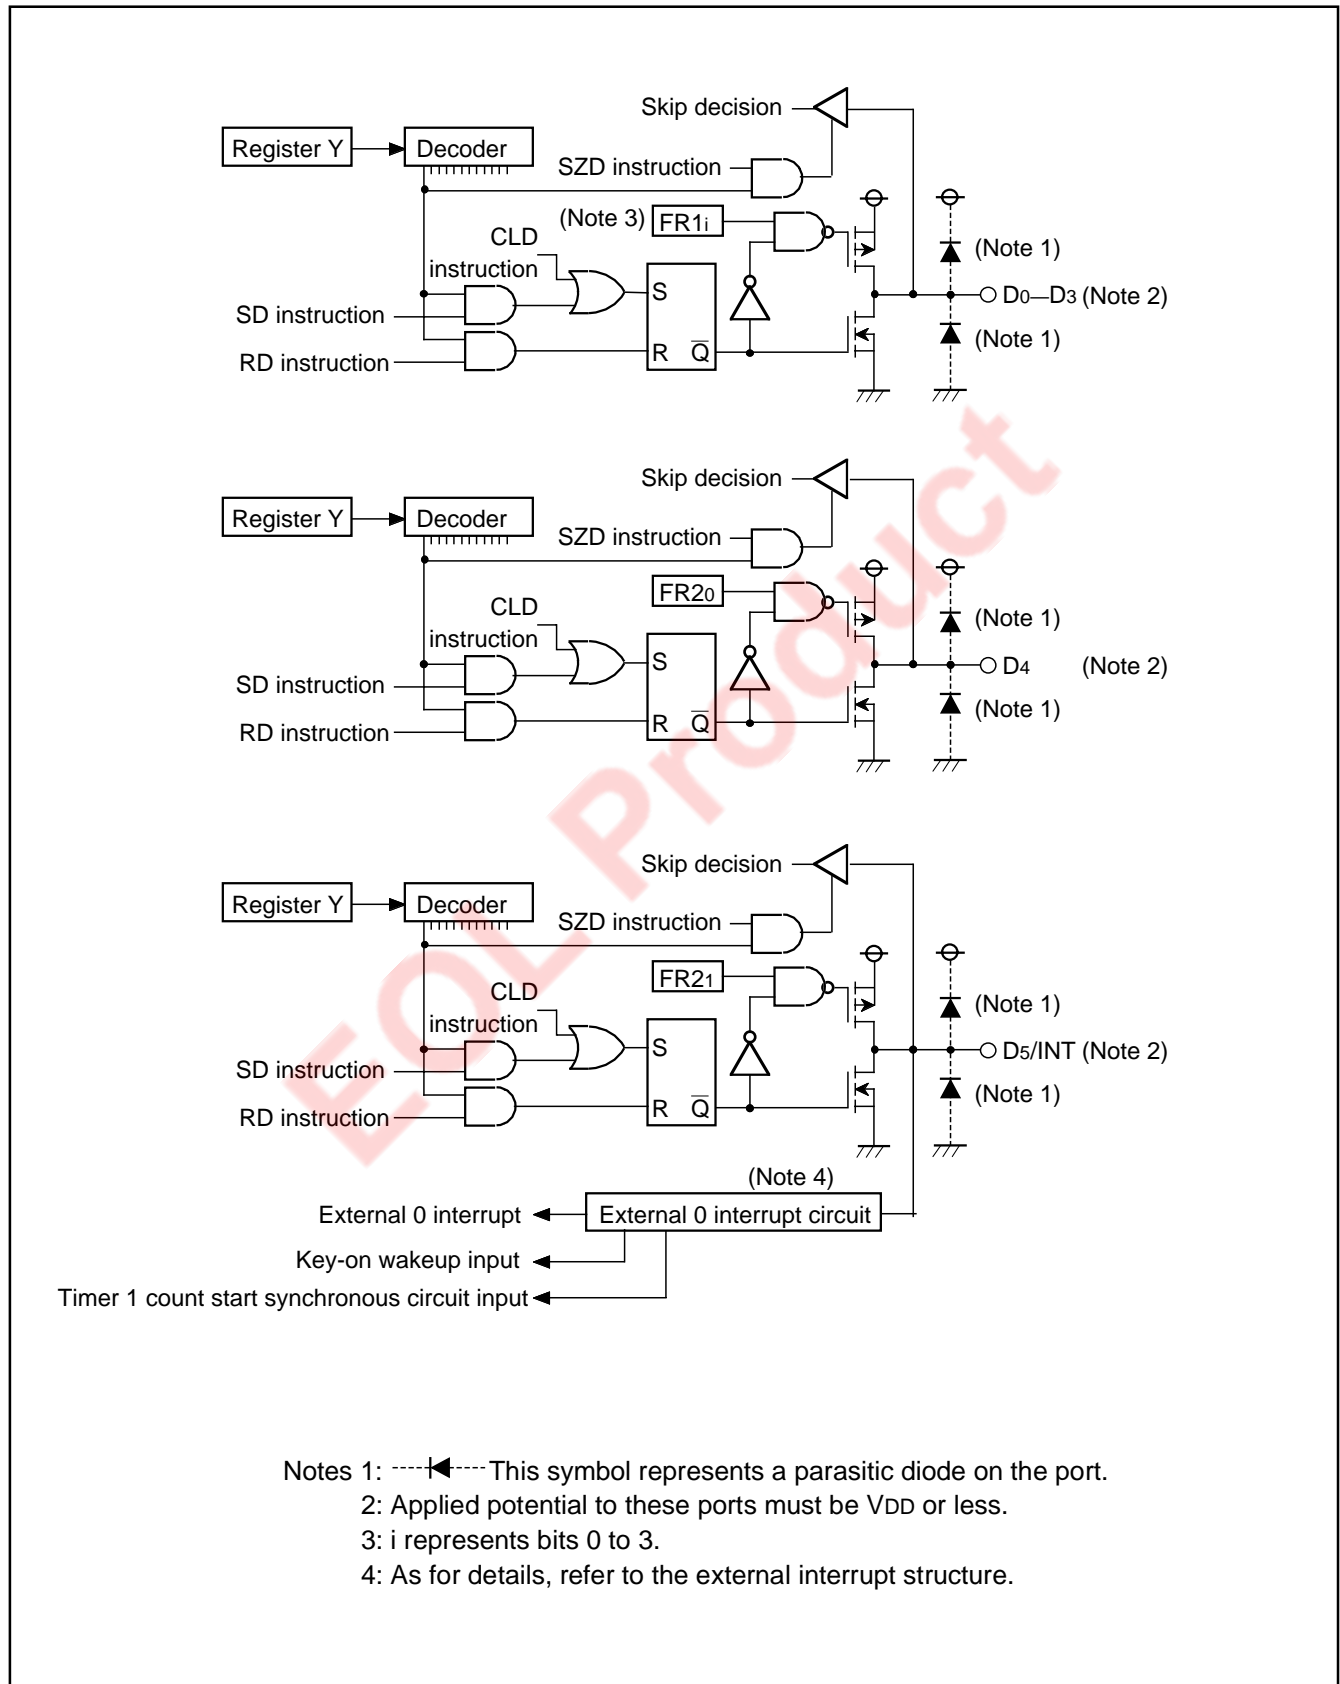 Skip decision
Register Y
Decoder
SZD instruction
(Note 3)
FR1i
CLD
instruction
(Note 1)
S
D0—D3 (Note 2)
SD instruction
(Note 1)
R Q
RD instruction
Skip decision
Register Y
Decoder
SZD instruction
FR20
CLD
instruction
(Note 1)
S
D4 (Note 2)
SD instruction
(Note 1)
R Q
RD instruction
Skip decision
Register Y
Decoder
SZD instruction
FR21
CLD
instruction
(Note 1)
S
D5/INT (Note 2)
SD instruction
(Note 1)
R Q
RD instruction
(Note 4)
External 0 interrupt
External 0 interrupt circuit
Key-on wakeup input
Timer 1 count start synchronous circuit input
EOL Product
Notes 1: This symbol represents a parasitic diode on the port.
2: Applied potential to these ports must be VDD or less.
3: i represents bits 0 to 3.
4: As for details, refer to the external interrupt structure.